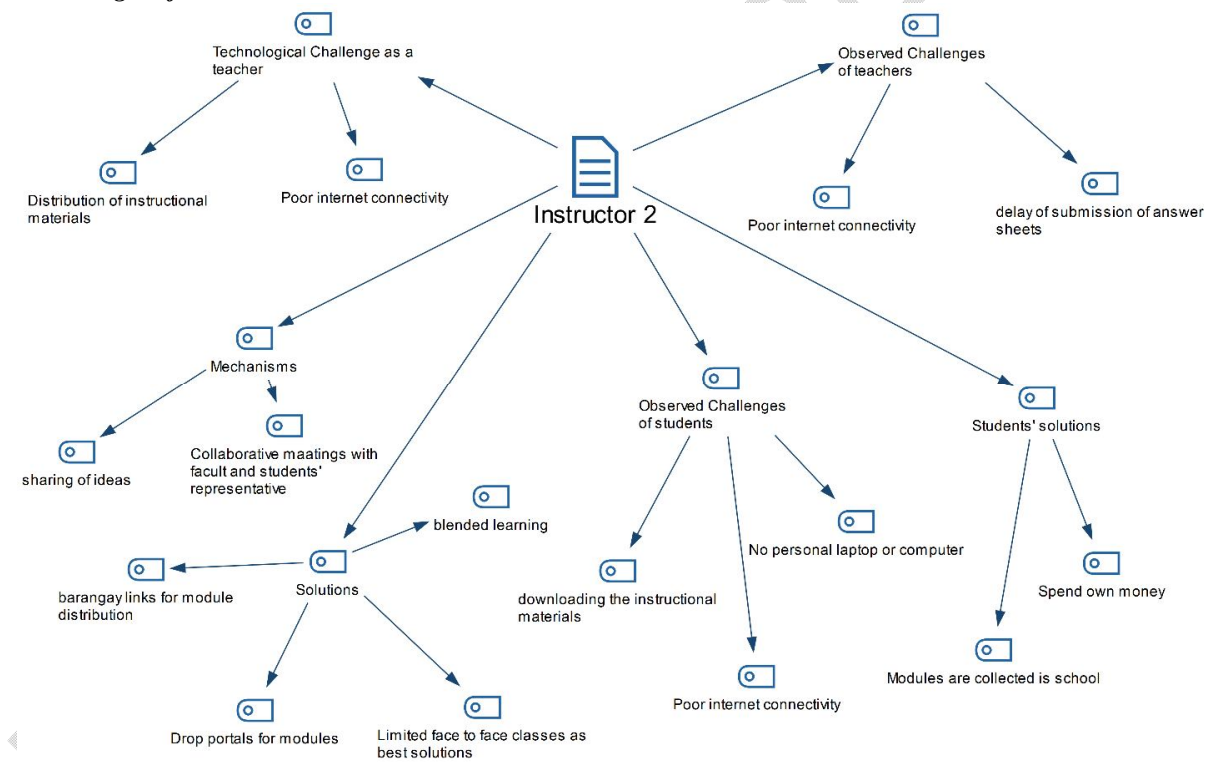 Technological Challenge as a
teacher
Observed Challenges
of teachers
Distribution of instructional
materials
Poor internet connectivity
Instructor 2
Poor internet connectivity
delay of submission of answer
sheets
Mechanisms
sharing of ideas
Collaborative maatings with
facult and students'
representative
Observed Challenges
of students
Students' solutions
blended learning
barangay links for module
distribution
Solutions
Drop portals for modules
Limited face to face classes as
best solutions
downloading the instructional
materials
No personal laptop or computer
Poor internet connectivity
Spend own money
Modules are collected is school